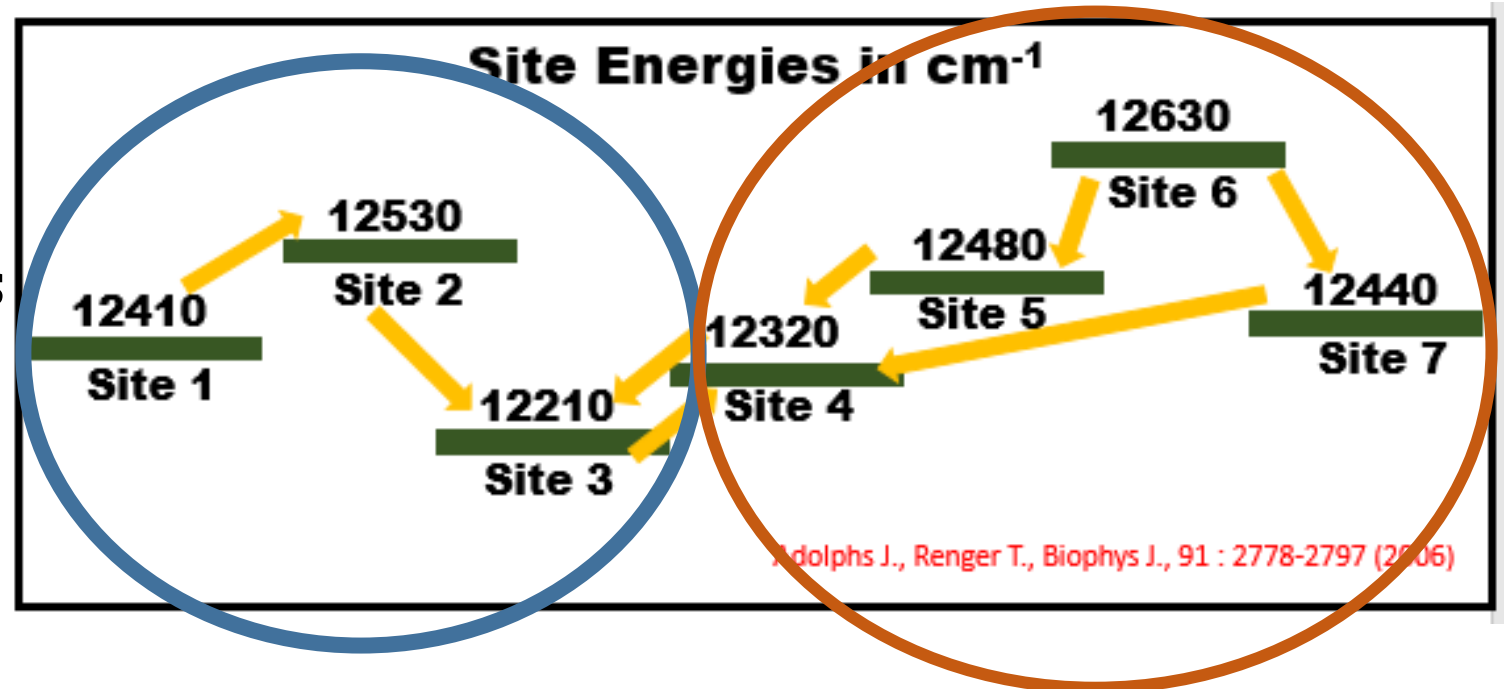 Site Energies in cm-1
12630
Site 6
12530
Site 2
12480
Site 5
12410
Site 1
12440
Site 7
12320
Site 4
12210
Site 3
Adolphs J., Renger T., Biophys J., 91 : 2778-2797 (2006)